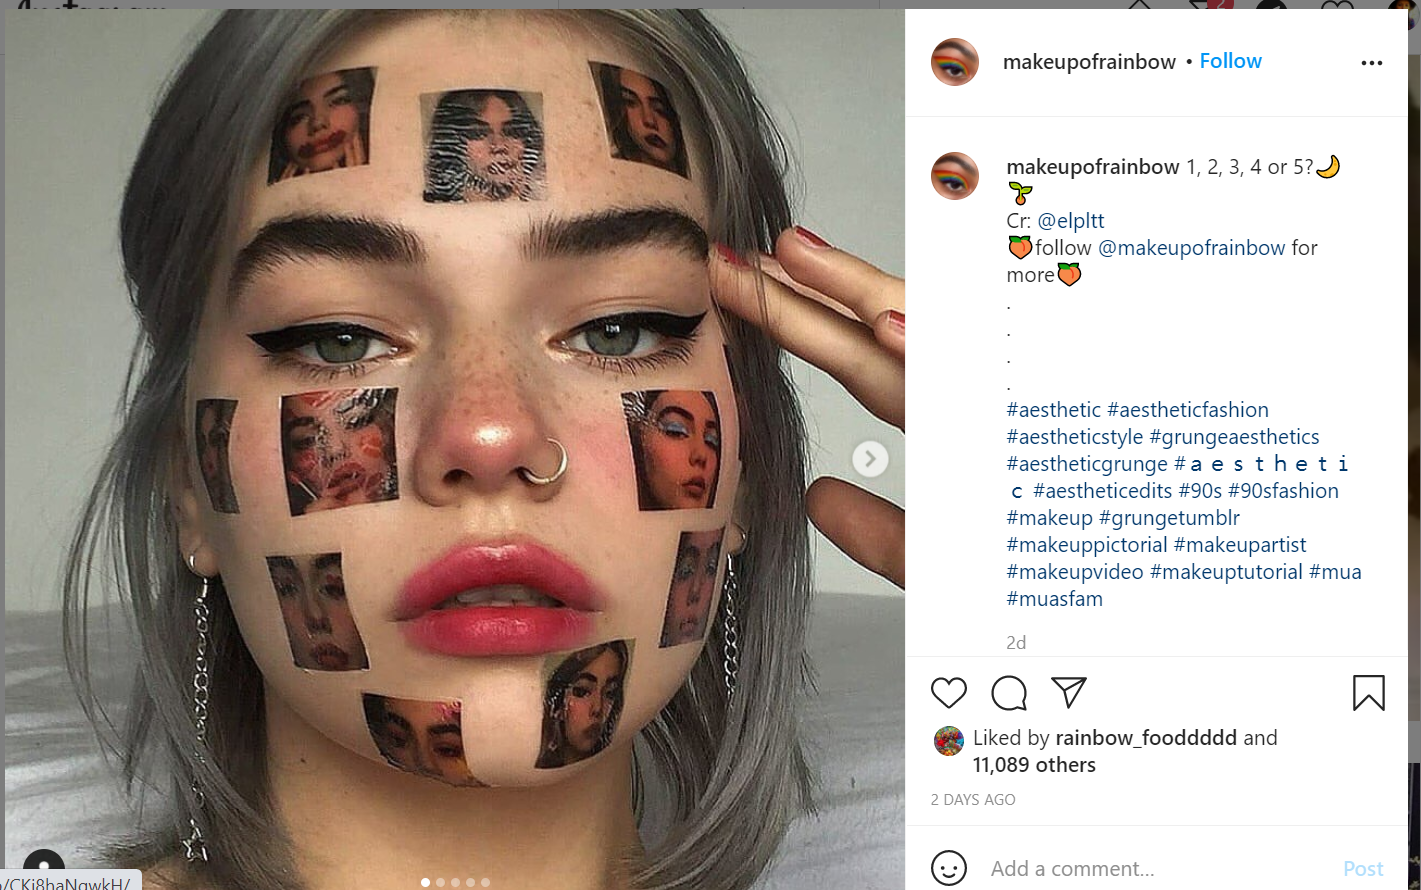 2
makeupofrainbow • Follow
makeupofrainbow 1, 2, 3, 4 or 5?🌙
🌱
Cr: @elpltt
🍑follow @makeupofrainbow for
more🍑
.
.
.
.
#aesthetic #aestheticfashion
#aestheticstyle #grungeaesthetics
#aestheticgrunge #ａｅｓｔｈｅｔｉ
ｃ #aestheticedits #90s #90sfashion
#makeup #grungetumblr
#makeuppictorial #makeupartist
#makeupvideo #makeuptutorial #mua
#muasfam
2d
Liked by rainbow_fooddddd and
11,089 others
2 DAYS AGO
Add a comment... Post